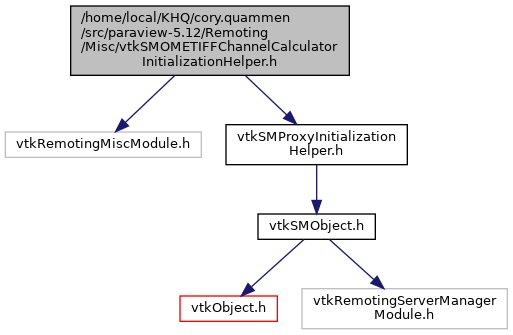 /home/local/KHQ/cory.quammen
/src/paraview-5.12/Remoting
/Misc/vtkSMOMETIFFChannelCalculator
InitializationHelper.h
vtkRemotingMiscModule.h
vtkSMProxyInitialization
Helper.h
vtkSMObject.h
vtkObject.h
vtkRemotingServerManager
Module.h